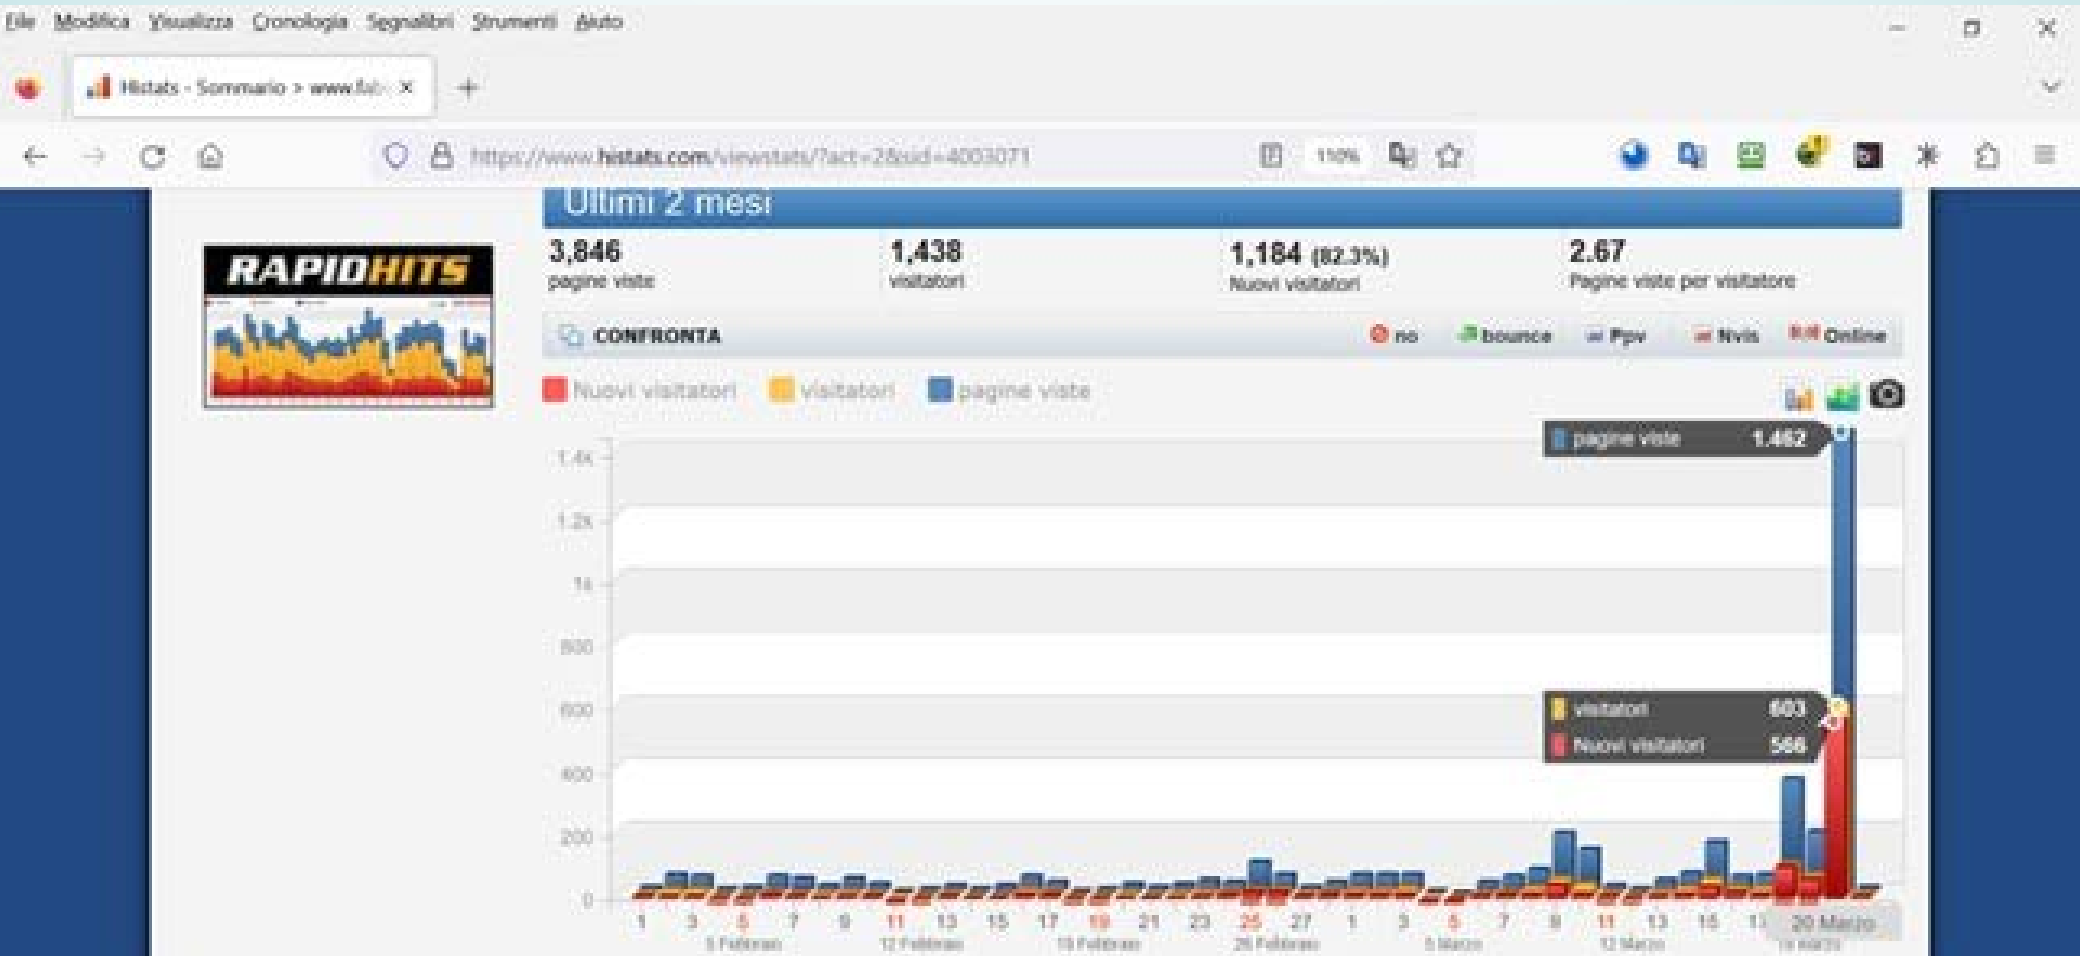 File Modifica Visualizza Cronologia Segnalibri Strumenti Aiuto
Histats - Sommario > www.fab
https://www.histats.com/viewstats/?act=2&sid=4003071
110%
Ultimi 2 mesi
3,846 1,438 1,184 (82.3%) 2.67
pagine viste visitatori Nuovi visitatori Pagine viste per visitatore
RAPIDHITS
CONFRONTA no bounce Ppv Nvis Online
Nuovi visitatori visitatori pagine viste
pagine viste 1.462
1.4K
1.2K
1k
800
600
visitatori 603
Nuovi visitatori 566
400
200
0
1 3 5 7 9 11 13 15 17 19 21 23 25 27 1 3 5 7 9 11 13 15 20 Marzo
5 Febbraio 12 Febbraio 19 Febbraio 26 Febbraio 5 Marzo 12 Marzo 19 Marzo